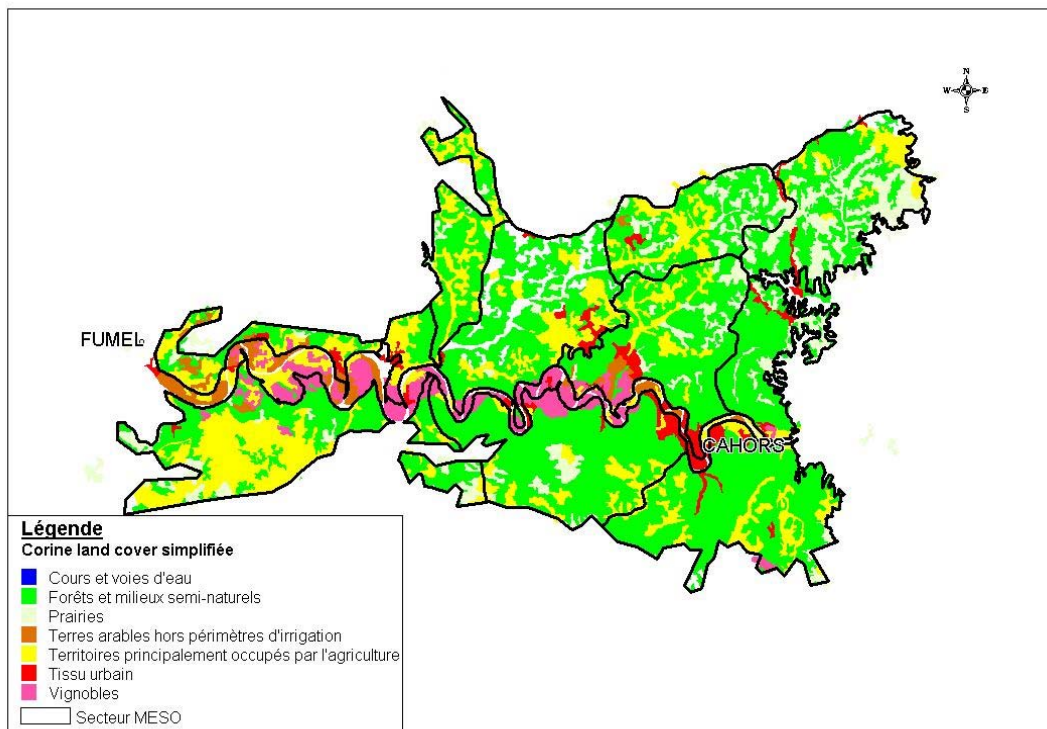 N
W E
S
FUMEL
CAHORS
Légende
Corine land cover simplifiée
Cours et voies d'eau
Forêts et milieux semi-naturels
Prairies
Terres arables hors périmètres d'irrigation
Territoires principalement occupés par l'agriculture
Tissu urbain
Vignobles
Secteur MESO